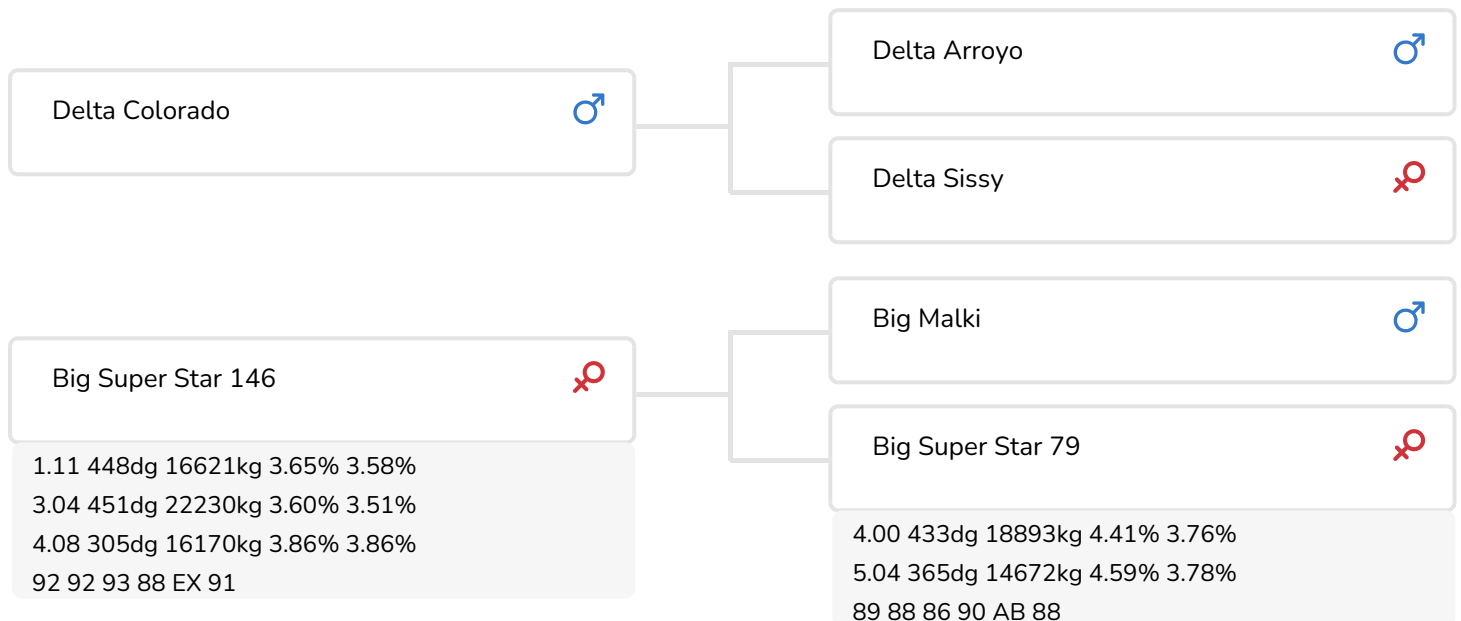 Delta Colorado
Delta Arroyo
Delta Sissy
Big Super Star 146
1.11 448dg 16621kg 3.65% 3.58%
3.04 451dg 22230kg 3.60% 3.51%
4.08 305dg 16170kg 3.86% 3.86%
92 92 93 88 EX 91
Big Malki
Big Super Star 79
4.00 433dg 18893kg 4.41% 3.76%
5.04 365dg 14672kg 4.59% 3.78%
89 88 86 90 AB 88